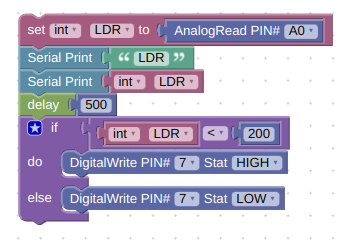 set int LDR to AnalogRead PIN# A0
Serial Print “ LDR ”
Serial Print int LDR
delay 500
if int LDR < 200
do DigitalWrite PIN# 7 Stat HIGH
else DigitalWrite PIN# 7 Stat LOW